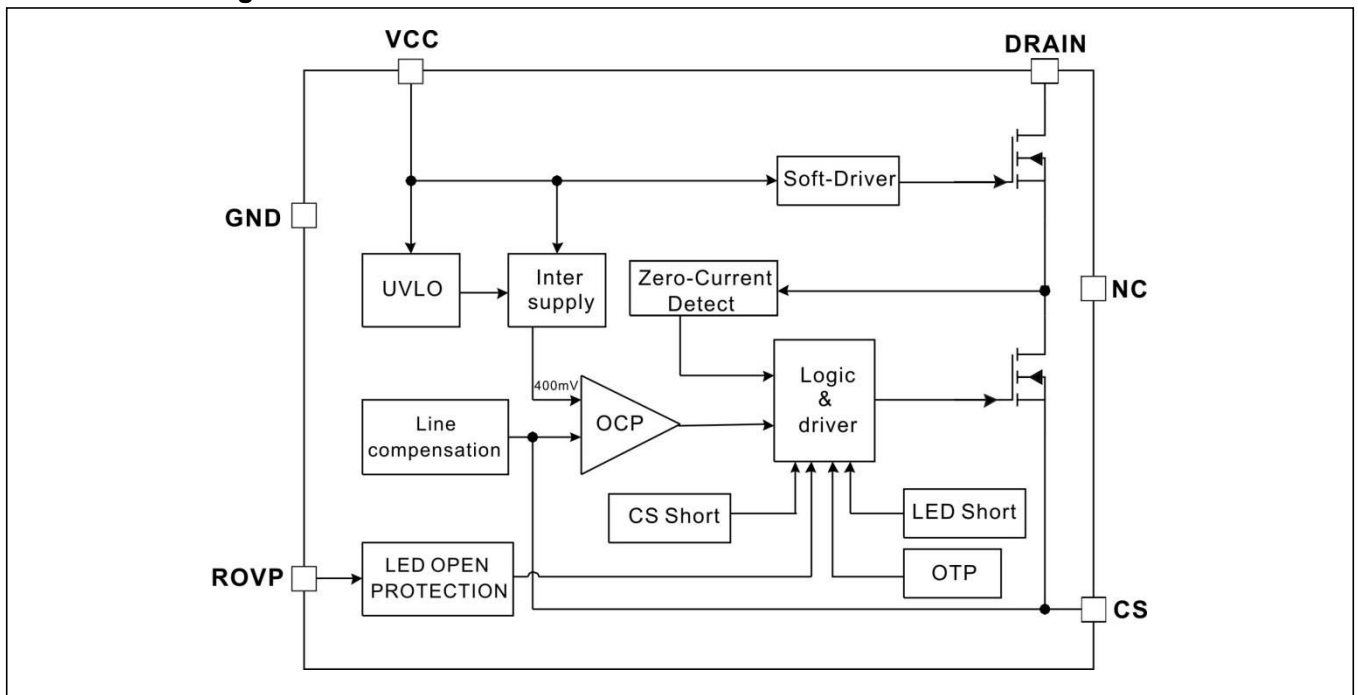 g
VCC
DRAIN
Soft-Driver
GND
UVLO
Inter
supply
Zero-Current
Detect
NC
400mV
Logic
&
driver
Line
compensation
OCP
CS Short
LED Short
ROVP
LED OPEN
PROTECTION
OTP
CS